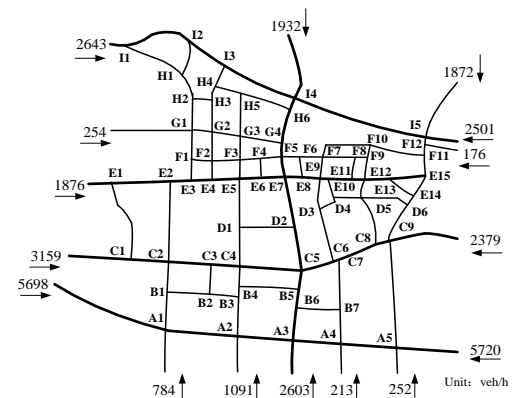 1932
I2
2643
I1
I3
1872
H1
H4
I4
H2
H3
H5
H6
I5
2501
254
G1
G2
G3
G4
F10
F12
F1
F2
F3
F4
F5
F6
F7
F8
F9
F11
176
E1
E2
E9
E11
E12
E15
1876
E3
E4
E5
E6
E7
E8
E10
E13
E14
D1
D2
D3
D4
D5
D6
3159
C1
C2
C3
C4
C5
C6
C7
C8
C9
2379
5698
B1
B2
B3
B4
B5
B6
B7
A1
A2
A3
A4
A5
5720
784
1091
2603
213
252
Unit: veh/h